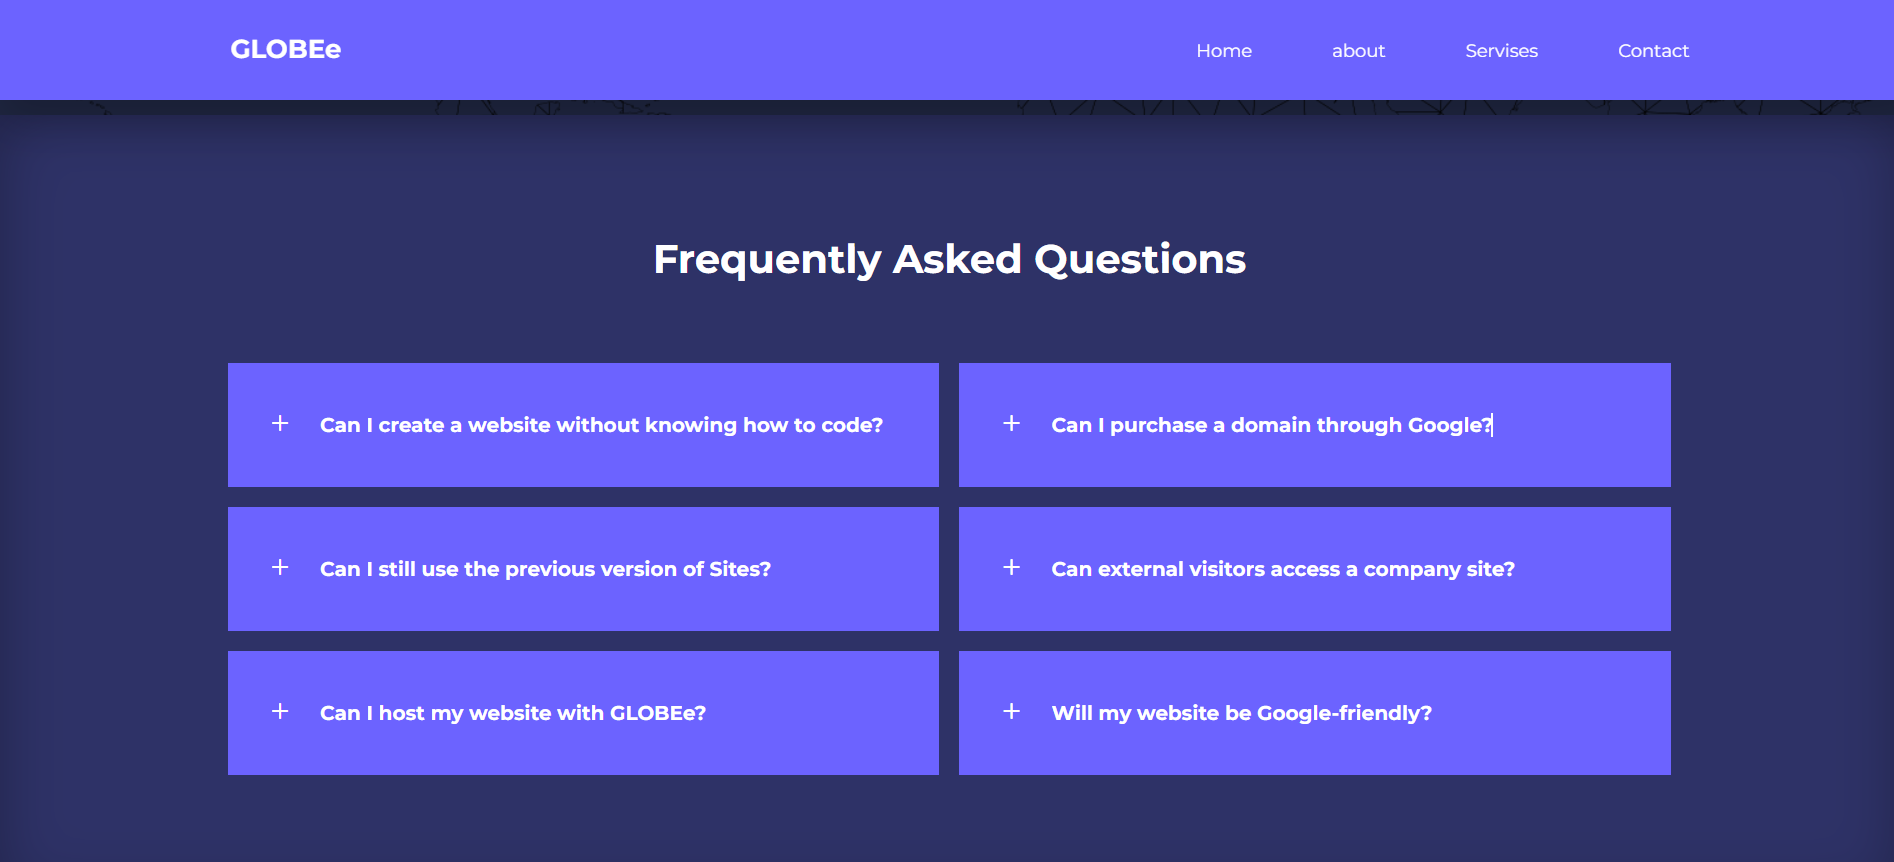 GLOBEe
Home about Servises Contact
Frequently Asked Questions
+ Can I create a website without knowing how to code?
+ Can I purchase a domain through Google?
+ Can I still use the previous version of Sites?
+ Can external visitors access a company site?
+ Can I host my website with GLOBEe?
+ Will my website be Google-friendly?